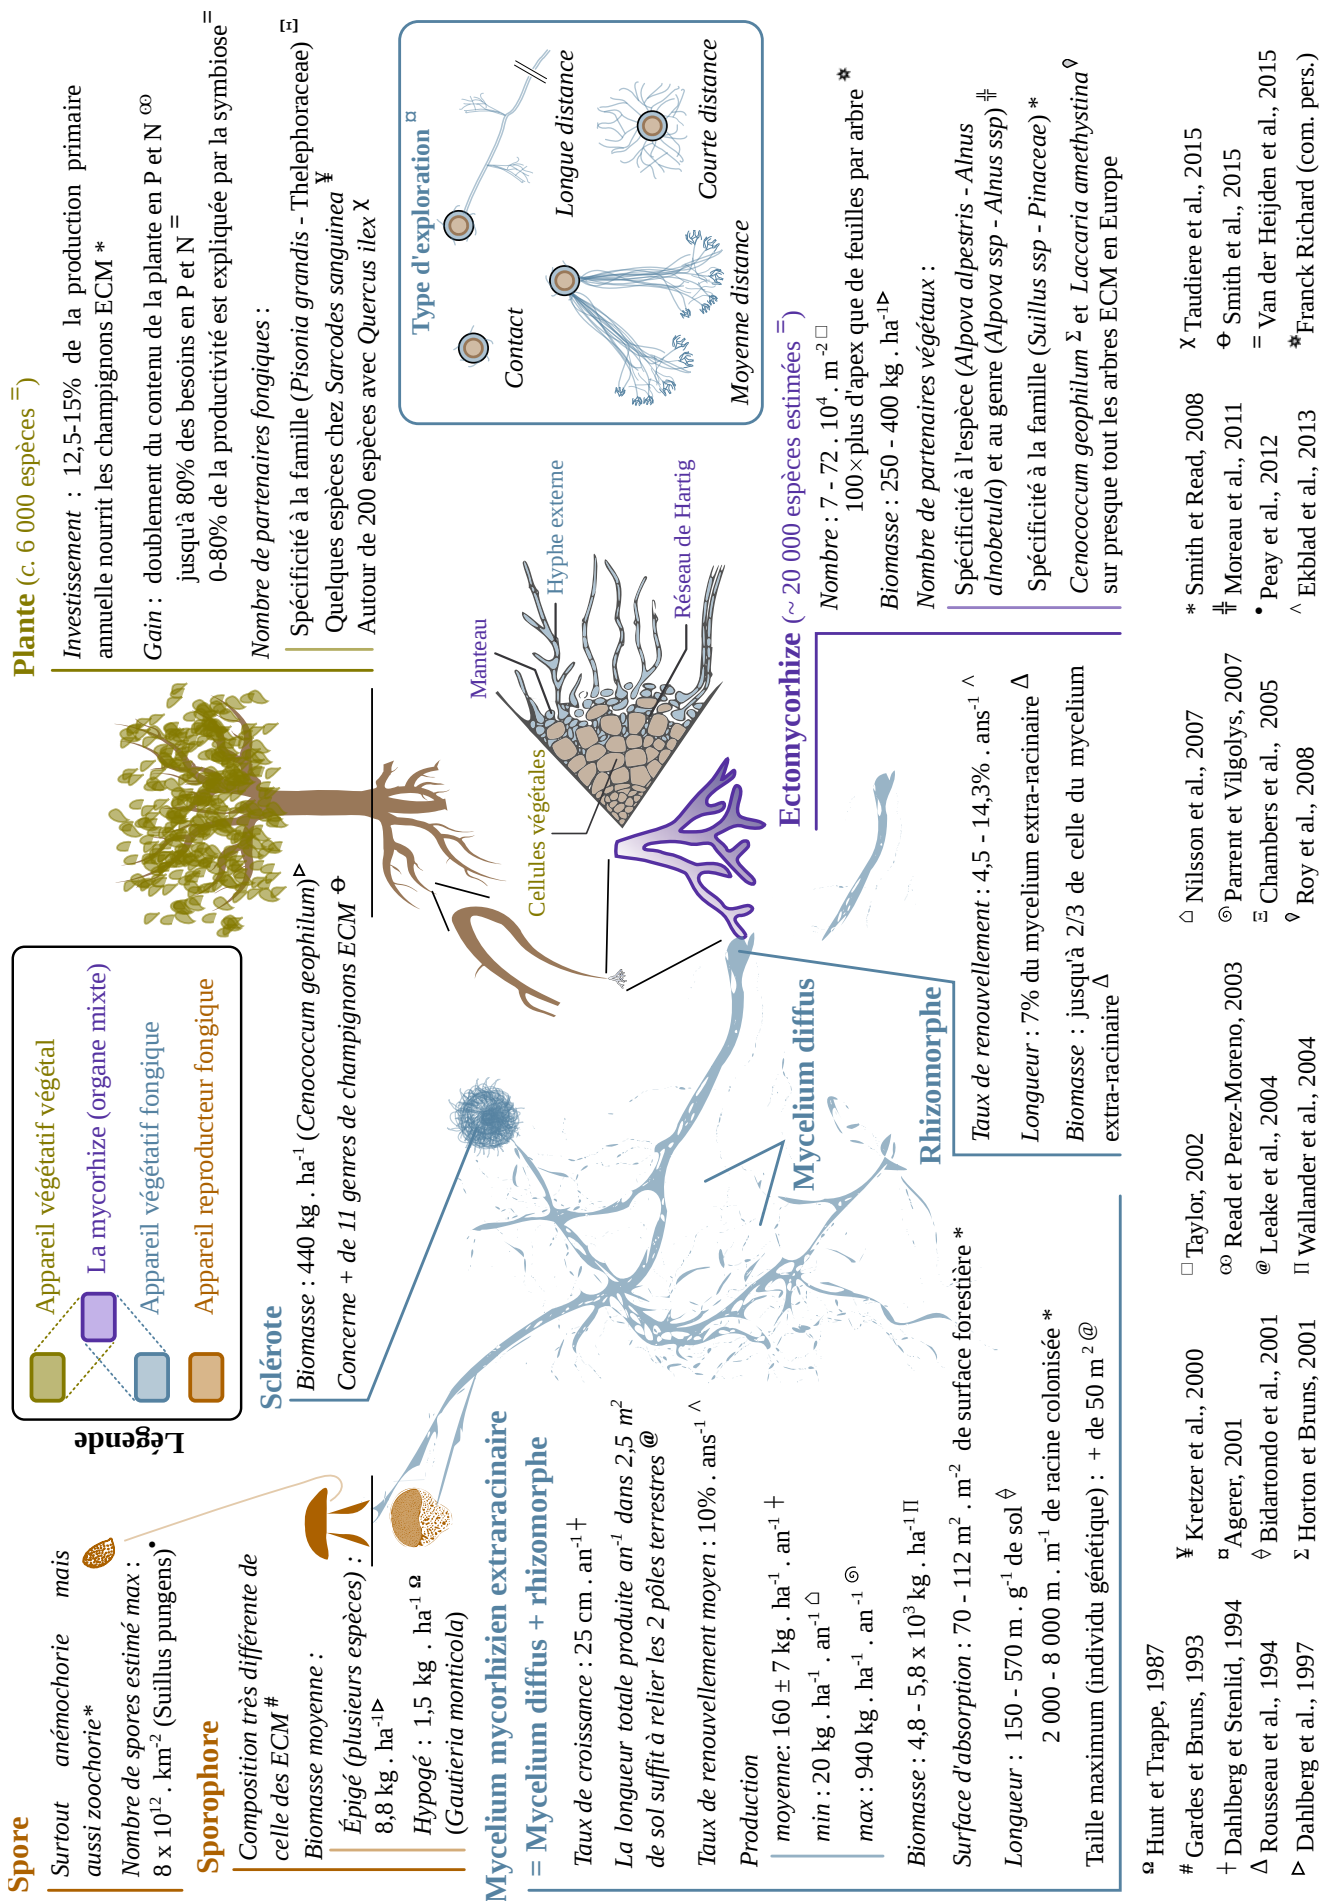 Spore
Surtout anémochorie mais
aussi zoochorie*
Nombre de spores estimé max :
8 x 10¹² . km⁻² (Suillus pungens)●
Sporophore
Composition très différente de
celle des ECM#
Biomasse moyenne :
Épigé (plusieurs espèces) :
8,8 kg . ha⁻¹ᐅ
Hypogé : 1,5 kg . ha⁻¹ Ω
(Gautieria monticola)
Légende
Appareil végétatif végétal
La mycorhize (organe mixte)
Appareil végétatif fongique
Appareil reproducteur fongique
Sclérote
Biomasse : 440 kg . ha⁻¹ (Cenococcum geophilum)ᐅ
Concerne + de 11 genres de champignons ECM ⊖
Plante (c. 6 000 espèces =)
Investissement : 12,5-15% de la production primaire
annuelle nourrit les champignons ECM *
Gain : doublement du contenu de la plante en P et N ꚙ
jusqu'à 80% des besoins en P et N =
0-80% de la productivité est expliquée par la symbiose=
Nombre de partenaires fongiques :
Spécificité à la famille (Pisonia grandis - Thelephoraceae) Ξ
Quelques espèces chez Sarcodes sanguinea ¥
Autour de 200 espèces avec Quercus ilex χ
Type d'exploration ¤
Contact
Longue distance
Moyenne distance
Courte distance
Cellules végétales
Manteau
Hyphe externe
Réseau de Hartig
Ectomycorhize (~ 20 000 espèces estimées =)
Nombre : 7 - 72 . 10⁴ . m⁻² □
100×plus d'apex que de feuilles par arbre ✵
Biomasse : 250 - 400 kg . ha⁻¹ᐅ
Nombre de partenaires végétaux :
Spécificité à l'espèce (Alpova alpestris - Alnus
alnobetula) et au genre (Alpova ssp - Alnus ssp) ╬
Spécificité à la famille (Suillus ssp - Pinaceae) *
Cenococcum geophilum Σ et Laccaria amethystina ⚲
sur presque tout les arbres ECM en Europe
Mycelium mycorhizien extraracinaire
= Mycelium diffus + rhizomorphe
Taux de croissance : 25 cm . an⁻¹ †
La longueur totale produite an⁻¹ dans 2,5 m²
de sol suffit à relier les 2 pôles terrestres @
Taux de renouvellement moyen : 10% . ans⁻¹ ^
Production
moyenne: 160 ± 7 kg . ha⁻¹ . an⁻¹ †
min : 20 kg . ha⁻¹ . an⁻¹ ⌂
max : 940 kg . ha⁻¹ . an⁻¹ ၍
Biomasse : 4,8 - 5,8 x 10³ kg . ha⁻¹ Π
Surface d'absorption : 70 - 112 m² . m⁻² de surface forestière *
Longueur : 150 - 570 m . g⁻¹ de sol ⟠
2 000 - 8 000 m . m⁻¹ de racine colonisée *
Taille maximum (individu génétique) : + de 50 m² @
Mycelium diffus
Rhizomorphe
Taux de renouvellement : 4,5 - 14,3% . ans⁻¹ ^
Longueur : 7% du mycelium extra-racinaire Δ
Biomasse : jusqu'à 2/3 de celle du mycelium
extra-racinaire Δ
Ω Hunt et Trappe, 1987
# Gardes et Bruns, 1993
† Dahlberg et Stenlid, 1994
Δ Rousseau et al., 1994
ᐅ Dahlberg et al., 1997
¥ Kretzer et al., 2000
¤ Agerer, 2001
⟠ Bidartondo et al., 2001
Σ Horton et Bruns, 2001
□ Taylor, 2002
ꚙ Read et Perez-Moreno, 2003
@ Leake et al., 2004
Π Wallander et al., 2004
⌂ Nilsson et al., 2007
၍ Parrent et Vilgolys, 2007
Ξ Chambers et al., 2005
⚲ Roy et al., 2008
* Smith et Read, 2008
╬ Moreau et al., 2011
● Peay et al., 2012
^ Ekblad et al., 2013
χ Taudiere et al., 2015
⊖ Smith et al., 2015
= Van der Heijden et al., 2015
✵ Franck Richard (com. pers.)